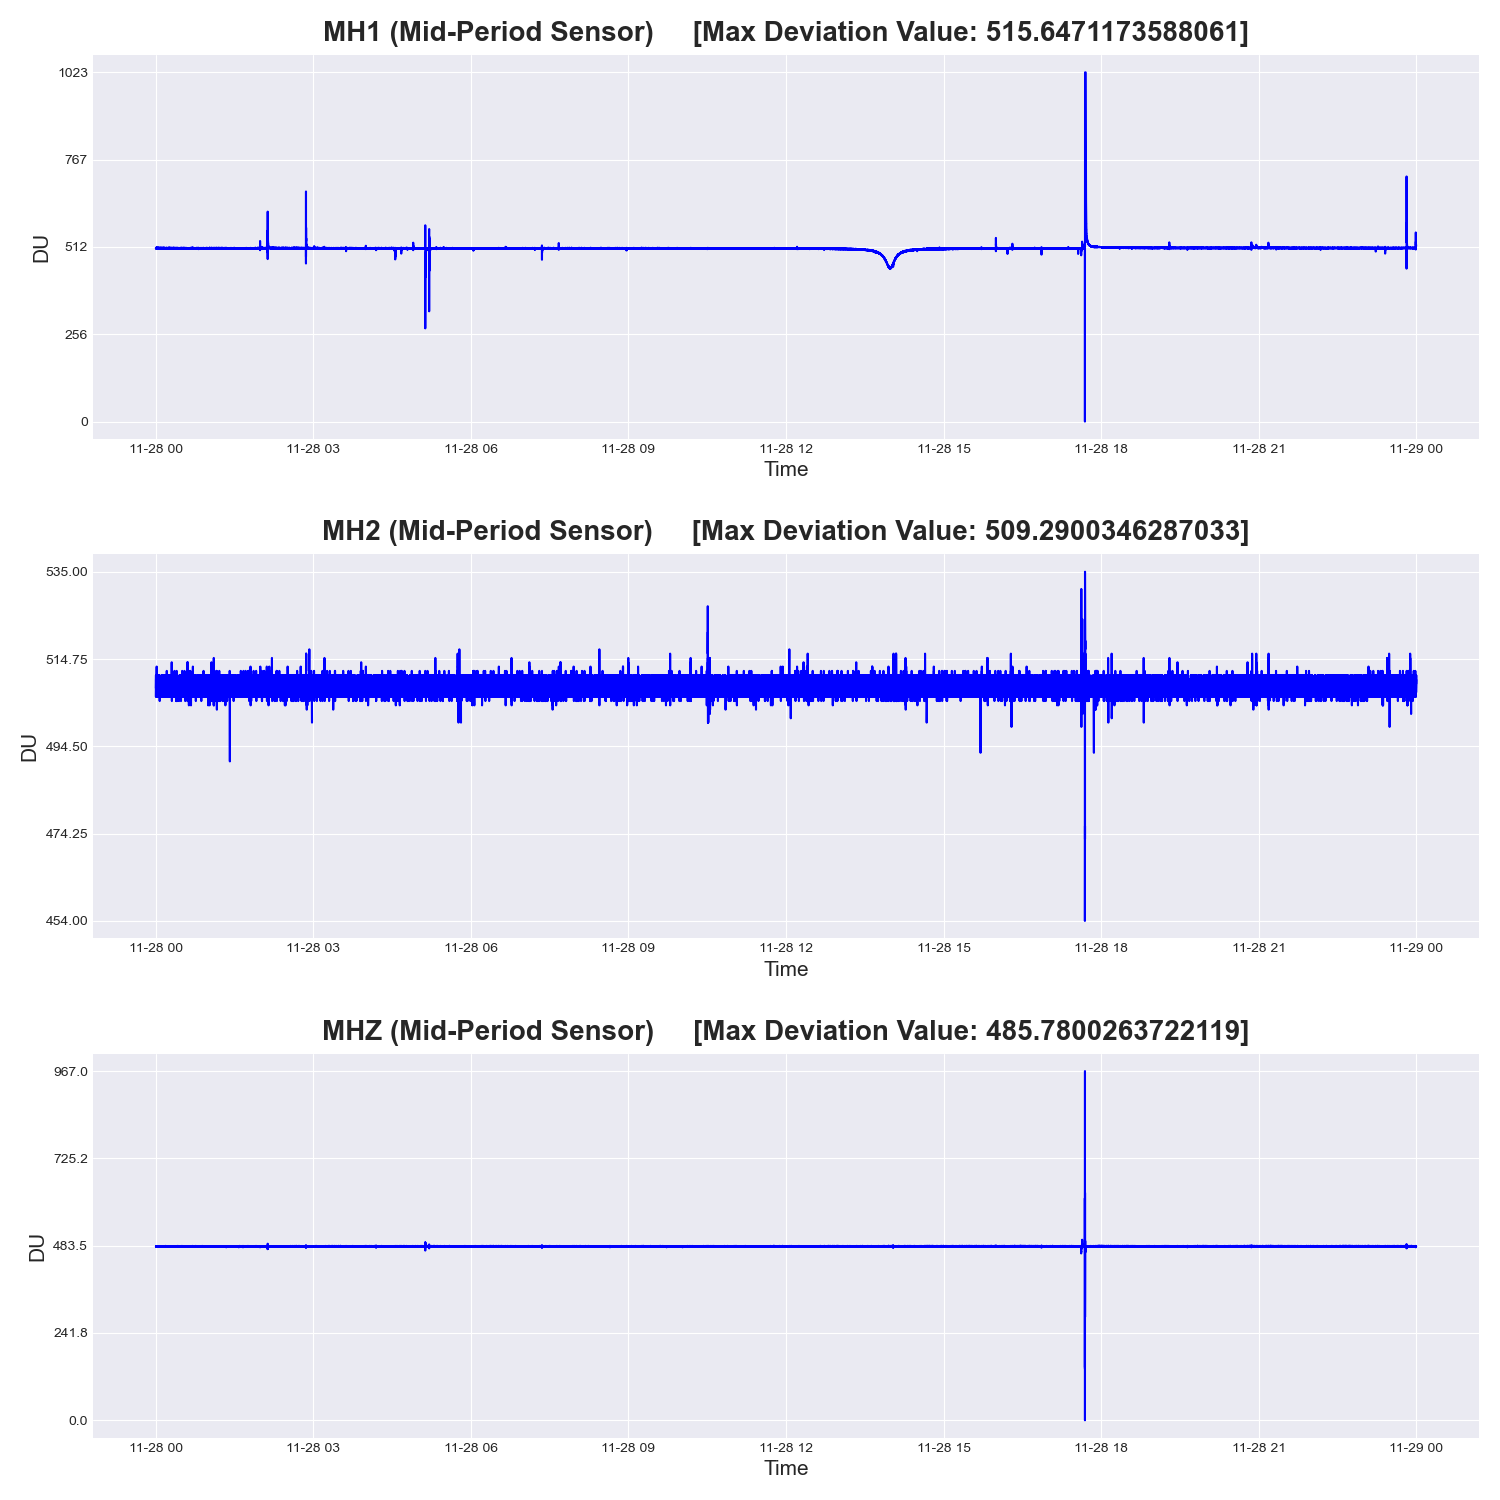 MH1 (Mid-Period Sensor) [Max Deviation Value: 515.6471173588061]
1023
767
512
256
0
DU
11-28 00 11-28 03 11-28 06 11-28 09 11-28 12 11-28 15 11-28 18 11-28 21 11-29 00
Time
MH2 (Mid-Period Sensor) [Max Deviation Value: 509.2900346287033]
535.00
514.75
494.50
474.25
454.00
DU
11-28 00 11-28 03 11-28 06 11-28 09 11-28 12 11-28 15 11-28 18 11-28 21 11-29 00
Time
MHZ (Mid-Period Sensor) [Max Deviation Value: 485.7800263722119]
967.0
725.2
483.5
241.8
0.0
DU
11-28 00 11-28 03 11-28 06 11-28 09 11-28 12 11-28 15 11-28 18 11-28 21 11-29 00
Time